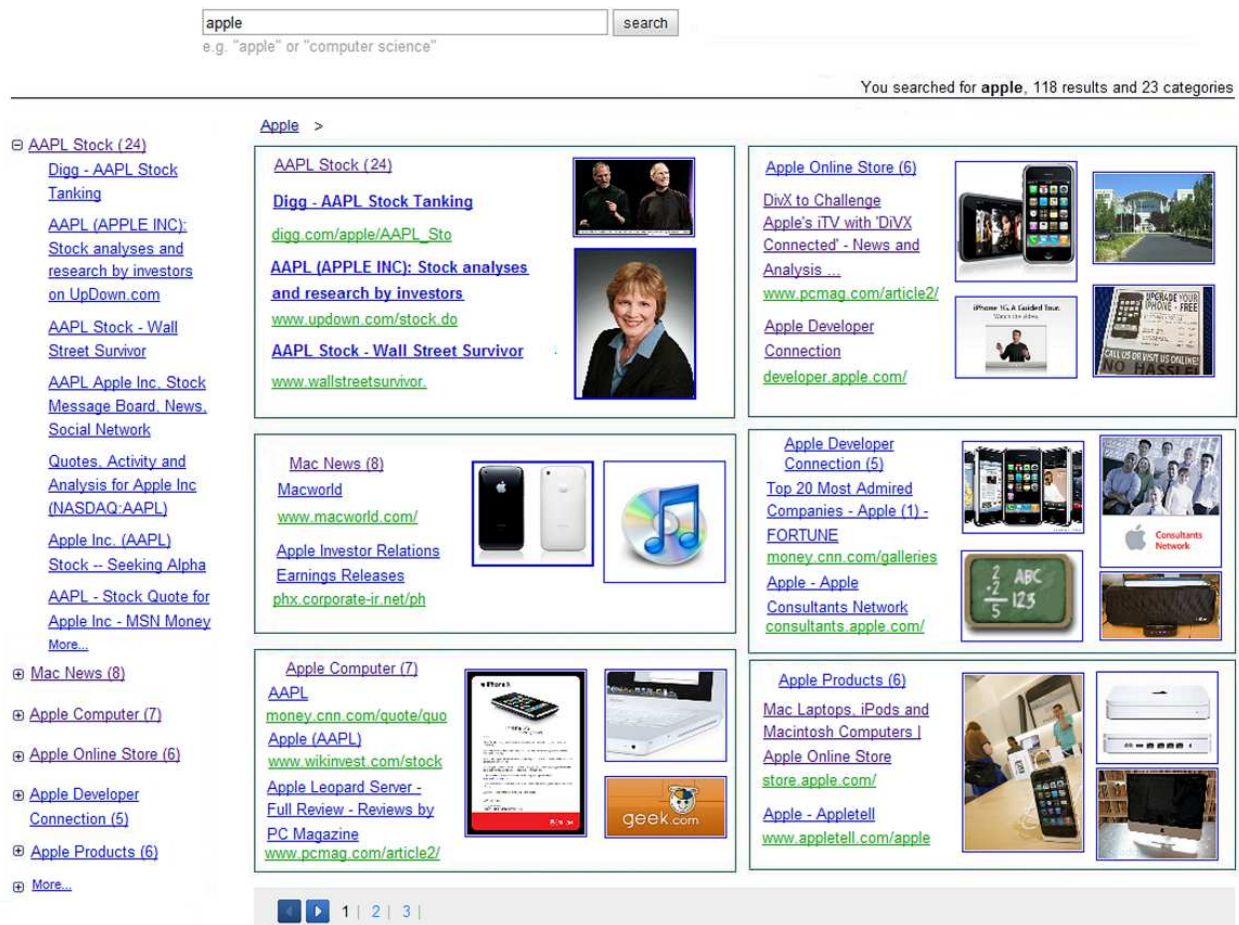 apple
search
e.g. "apple" or "computer science"
You searched for apple, 118 results and 23 categories
AAPL Stock (24)
Digg - AAPL Stock
Tanking
AAPL (APPLE INC):
Stock analyses and
research by investors
on UpDown.com
AAPL Stock - Wall
Street Survivor
AAPL Apple Inc. Stock
Message Board, News,
Social Network
Quotes, Activity and
Analysis for Apple Inc
(NASDAQ:AAPL)
Apple Inc. (AAPL)
Stock -- Seeking Alpha
AAPL - Stock Quote for
Apple Inc - MSN Money
More...
Mac News (8)
Apple Computer (7)
Apple Online Store (6)
Apple Developer
Connection (5)
Apple Products (6)
More...
Apple >
AAPL Stock (24)
Digg - AAPL Stock Tanking
digg.com/apple/AAPL_Sto
AAPL (APPLE INC): Stock analyses
and research by investors
www.updown.com/stock.do
AAPL Stock - Wall Street Survivor
www.wallstreetsurvivor.
Apple Online Store (6)
DivX to Challenge
Apple's iTV with 'DiVX
Connected' - News and
Analysis ...
www.pcmag.com/article2/
Apple Developer
Connection
developer.apple.com/
iPhone 3G. A Guided Tour.
Watch the video.
UPGRADE YOUR
IPHONE - FREE
CALL US OR VISIT US ONLINE!
NO HASSLE!
Mac News (8)
Macworld
www.macworld.com/
Apple Investor Relations
Earnings Releases
phx.corporate-ir.net/ph
Apple Developer
Connection (5)
Top 20 Most Admired
Companies - Apple (1) -
FORTUNE
money.cnn.com/galleries
Apple - Apple
Consultants Network
consultants.apple.com/
Consultants
Network
2 ABC
-2 123
5
Apple Computer (7)
AAPL
money.cnn.com/quote/quo
Apple (AAPL)
www.wikinvest.com/stock
Apple Leopard Server -
Full Review - Reviews by
PC Magazine
www.pcmag.com/article2/
geek.com
Apple Products (6)
Mac Laptops, iPods and
Macintosh Computers |
Apple Online Store
store.apple.com/
Apple - Appletell
www.appletell.com/apple
1 | 2 | 3 |